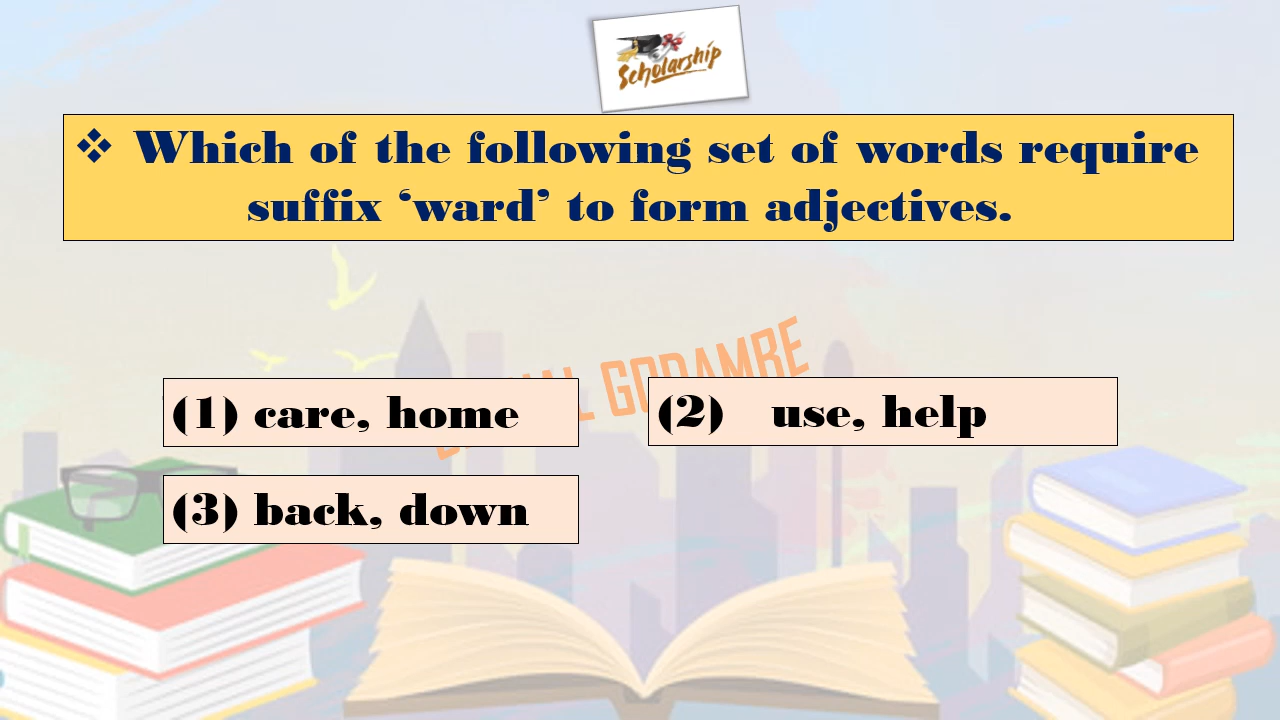 Scholarship
❖ Which of the following set of words require
suffix ‘ward’ to form adjectives.
GODAMBE
(1) care, home
(2) use, help
(3) back, down